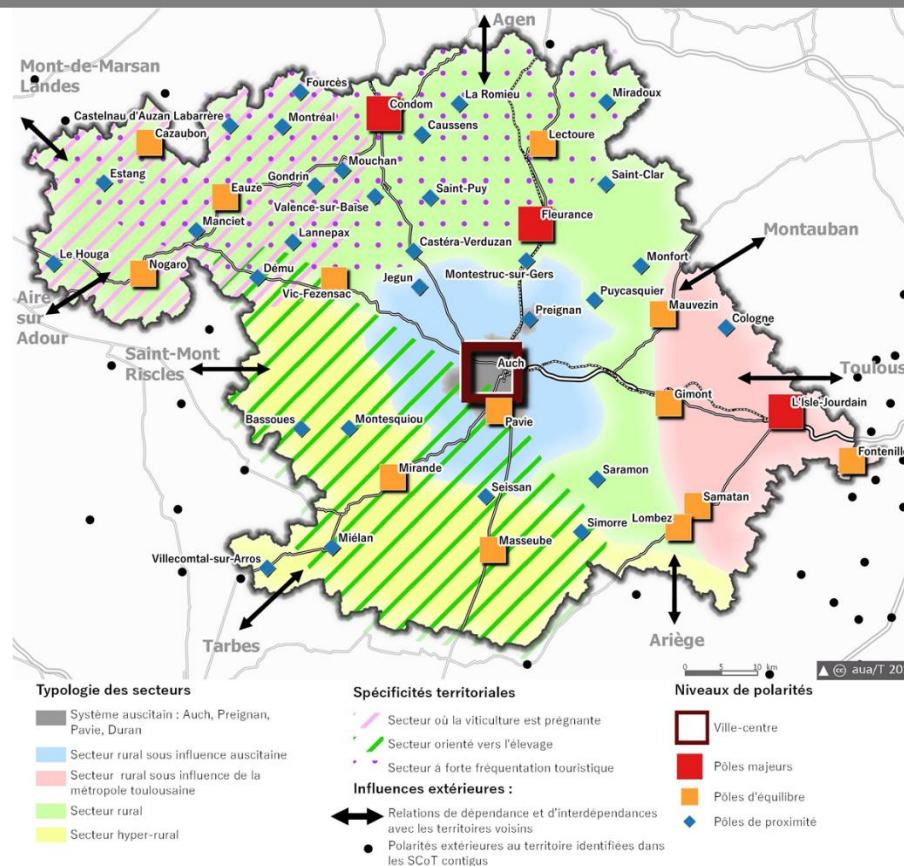 Agen
Mont-de-Marsan
Landes
Fourcès
La Romieu
Miradoux
Castelnau d'Auzan Labarrère
Condom
Cazaubon
Montréal
Caussens
Lectoure
Mouchan
Estang
Gondrin
Saint-Clar
Eauze
Valence-sur-Baïse
Saint-Puy
Fleurance
Manciet
Lannepax
Castéra-Verduzan
Montauban
Le Houga
Nogaro
Dému
Montestruc-sur-Gers
Monfort
Vic-Fezensac
Jegun
Puycasquier
Mauvezin
Aire
sur
Adour
Preignan
Cologne
Saint-Mont
Riscles
Auch
Toulous
Gimont
L'Isle-Jourdain
Bassoues
Montesquiou
Pavie
Fontenille
Mirande
Saramon
Seissan
Samatan
Lombez
Simorre
Miélan
Masseube
Villecomtal-sur-Arros
Tarbes
Ariège
0 5 10 km
cc aua/T 20
Typologie des secteurs
Système auscitain : Auch, Preignan,
Pavie, Duran
Secteur rural sous influence auscitaine
Secteur rural sous influence de la
métropole toulousaine
Secteur rural
Secteur hyper-rural
Spécificités territoriales
Secteur où la viticulture est prégnante
Secteur orienté vers l'élevage
Secteur à forte fréquentation touristique
Influences extérieures :
Relations de dépendance et d'interdépendances
avec les territoires voisins
Polarités extérieures au territoire identifiées dans
les SCoT contigus
Niveaux de polarités
Ville-centre
Pôles majeurs
Pôles d'équilibre
Pôles de proximité